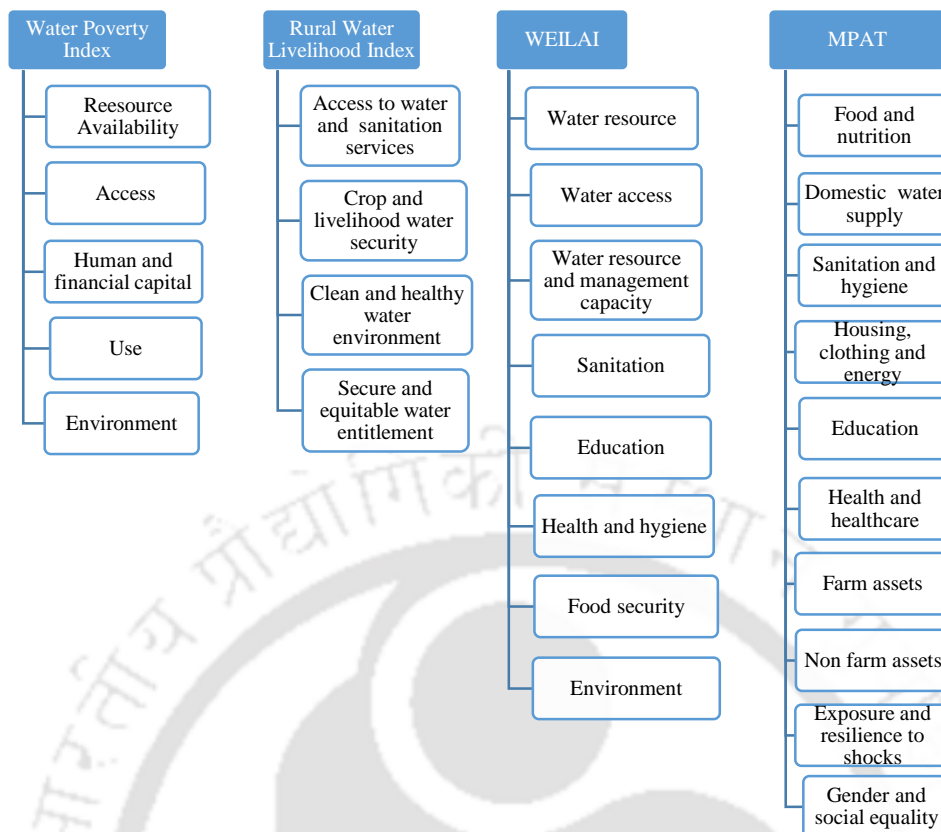 Water Poverty
Index
Reesource
Availability
Access
Human and
financial capital
Use
Environment
Rural Water
Livelihood Index
Access to water
and sanitation
services
Crop and
livelihood water
security
Clean and healthy
water
environment
Secure and
equitable water
entitlement
WEILAI
Water resource
Water access
Water resource
and management
capacity
Sanitation
Education
Health and hygiene
Food security
Environment
MPAT
Food and
nutrition
Domestic water
supply
Sanitation and
hygiene
Housing,
clothing and
energy
Education
Health and
healthcare
Farm assets
Non farm assets
Exposure and
resilience to
shocks
Gender and
social equality
भारतीय प्रौद्योगिकी